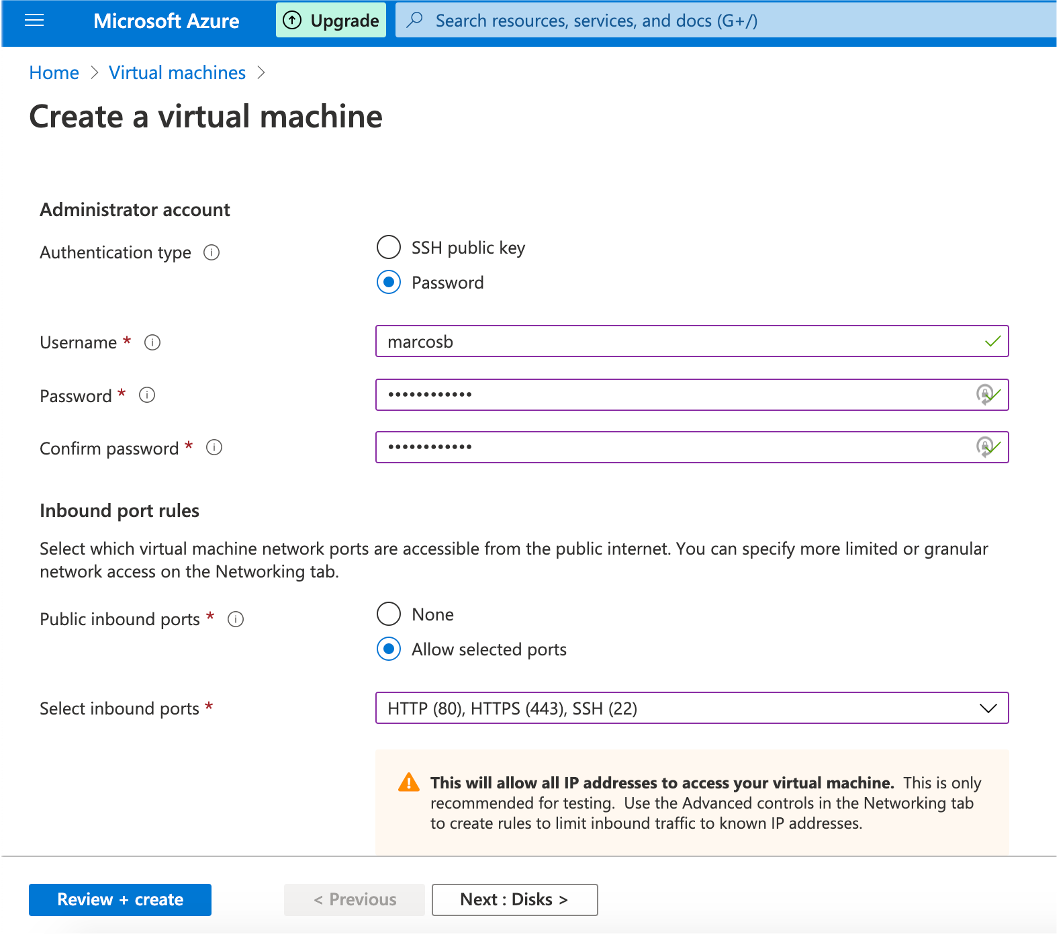 Microsoft Azure
Upgrade
Search resources, services, and docs (G+/)
Home > Virtual machines >
Create a virtual machine
Administrator account
Authentication type
SSH public key
Password
Username *
marcosb
Password *
••••••••••••
Confirm password *
••••••••••••
Inbound port rules
Select which virtual machine network ports are accessible from the public internet. You can specify more limited or granular
network access on the Networking tab.
Public inbound ports *
None
Allow selected ports
Select inbound ports *
HTTP (80), HTTPS (443), SSH (22)
This will allow all IP addresses to access your virtual machine. This is only
recommended for testing. Use the Advanced controls in the Networking tab
to create rules to limit inbound traffic to known IP addresses.
Review + create
< Previous
Next : Disks >